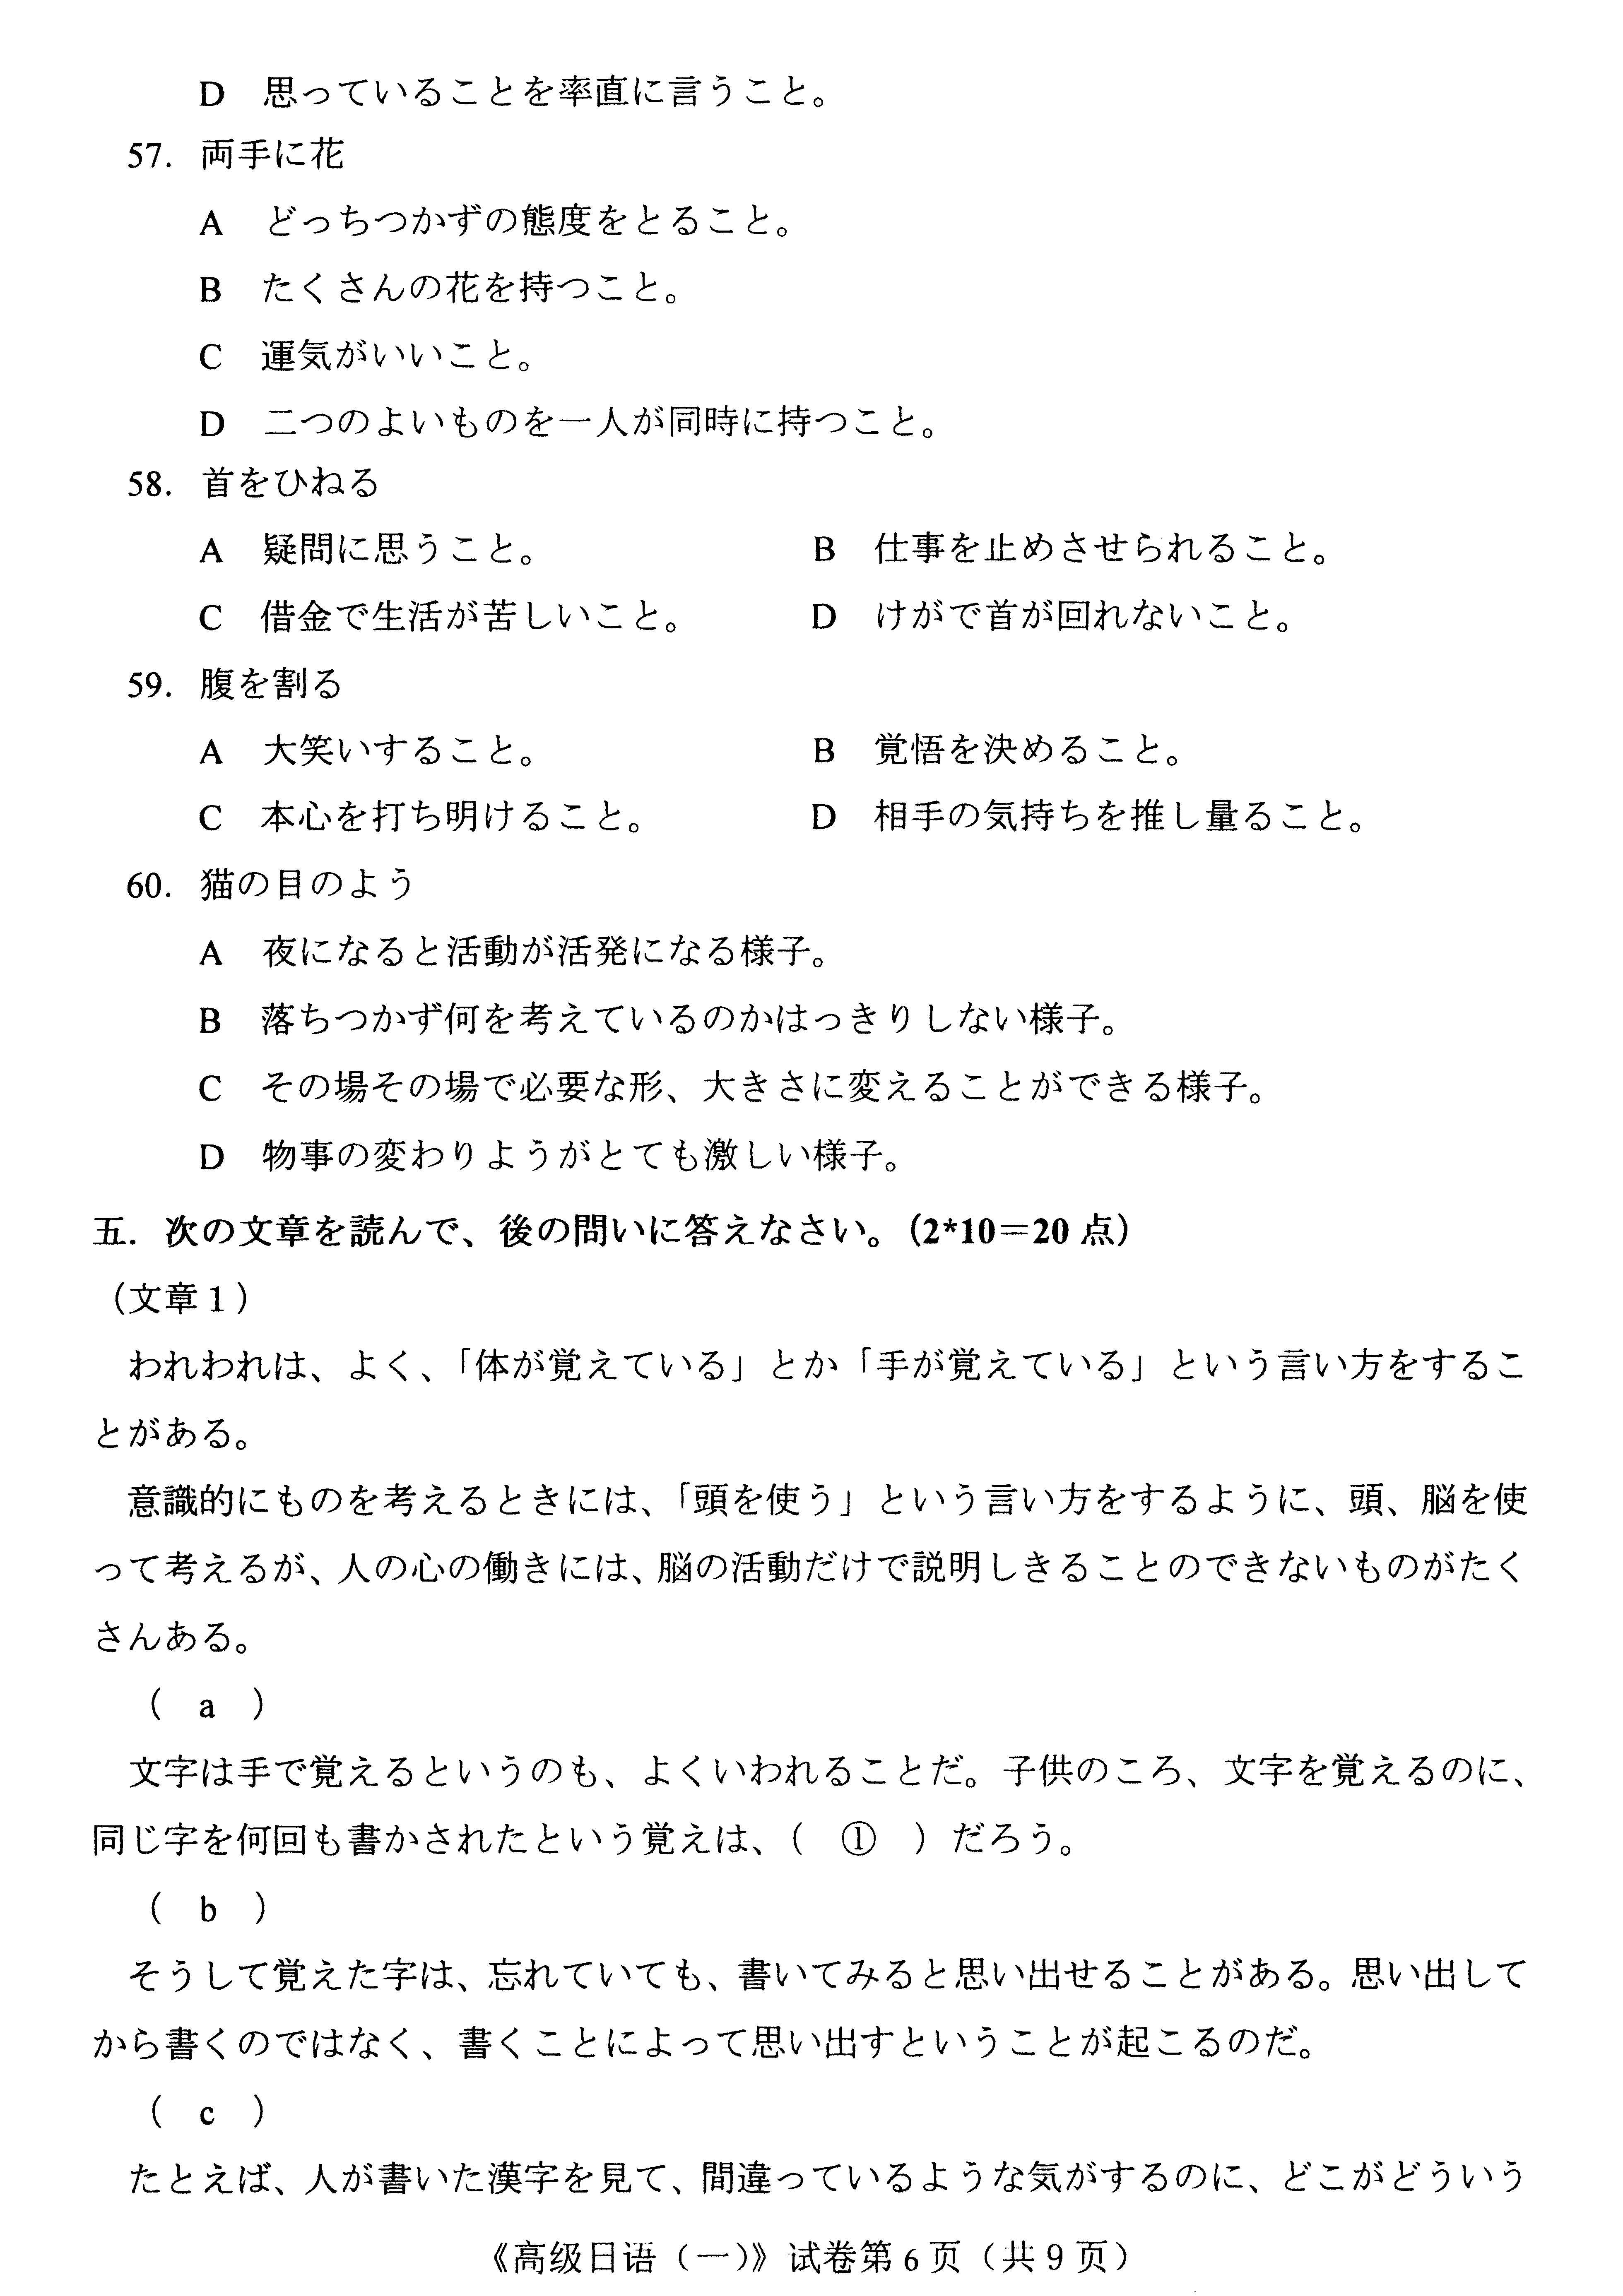 D　思っていることを率直に言うこと。
57.　両手に花
A　どっちつかずの態度をとること。
B　たくさんの花を持つこと。
C　運気がいいこと。
D　二つのよいものを一人が同時に持つこと。
58.　首をひねる
A　疑問に思うこと。　B　仕事を止めさせられること。
C　借金で生活が苦しいこと。　D　けがで首が回れないこと。
59.　腹を割る
A　大笑いすること。　B　覚悟を決めること。
C　本心を打ち明けること。　D　相手の気持ちを推し量ること。
60.　猫の目のよう
A　夜になると活動が活発になる様子。
B　落ちつかず何を考えているのかはっきりしない様子。
C　その場その場で必要な形、大きさに変えることができる様子。
D　物事の変わりようがとても激しい様子。
五.　次の文章を読んで、後の問いに答えなさい。（2*10＝20 点）
（文章１）
われわれは、よく、「体が覚えている」とか「手が覚えている」という言い方をするこ
とがある。
意識的にものを考えるときには、「頭を使う」という言い方をするように、頭、脳を使
って考えるが、人の心の働きには、脳の活動だけで説明しきることのできないものがたく
さんある。
（　a　）
文字は手で覚えるというのも、よくいわれることだ。子供のころ、文字を覚えるのに、
同じ字を何回も書かされたという覚えは、（　①　）だろう。
（　b　）
そうして覚えた字は、忘れていても、書いてみると思い出せることがある。思い出して
から書くのではなく、書くことによって思い出すということが起こるのだ。
（　c　）
たとえば、人が書いた漢字を見て、間違っているような気がするのに、どこがどういう
《高级日语（一）》试卷第 6 页（共 9 页）